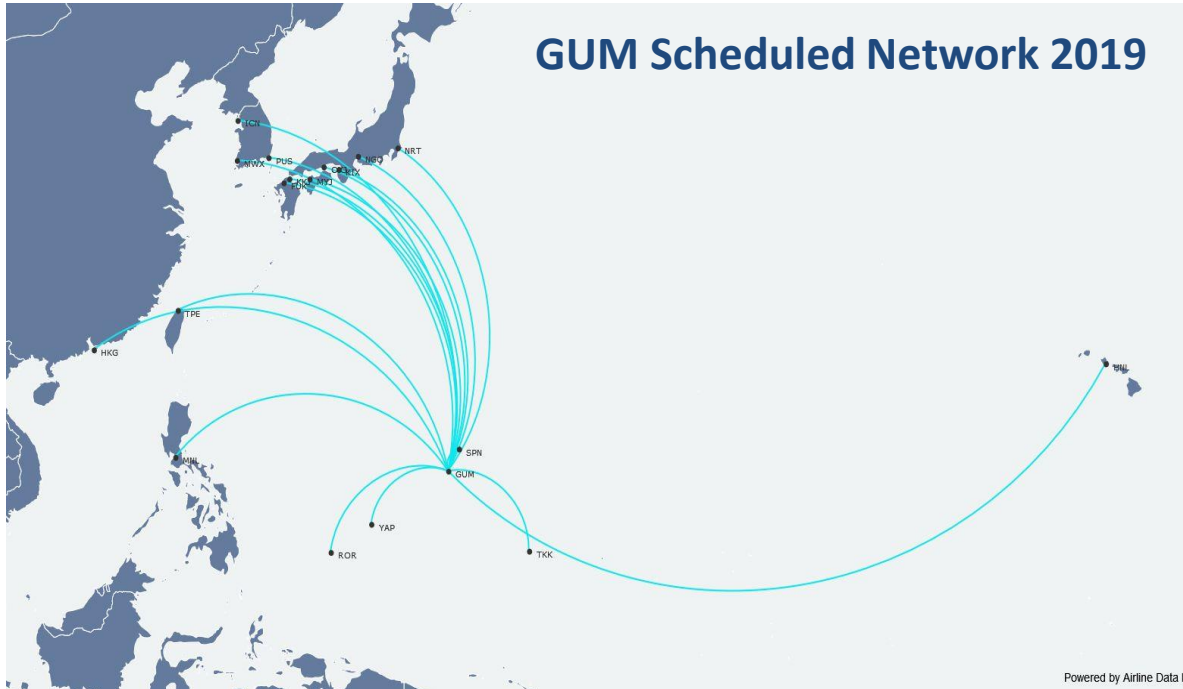 GUM Scheduled Network 2019
ICN
MWX
PUS
NGO
NRT
KIX
MYJ
TPE
HKG
HNL
MNL
SPN
GUM
YAP
ROR
TKK
Powered by Airline Data